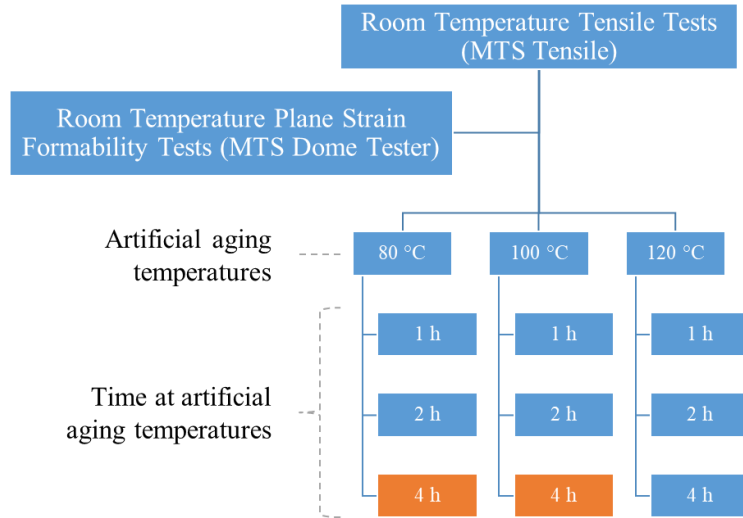 Room Temperature Tensile Tests
(MTS Tensile)
Room Temperature Plane Strain
Formability Tests (MTS Dome Tester)
Artificial aging
temperatures
80 °C
100 °C
120 °C
Time at artificial
aging temperatures
1 h
1 h
1 h
2 h
2 h
2 h
4 h
4 h
4 h